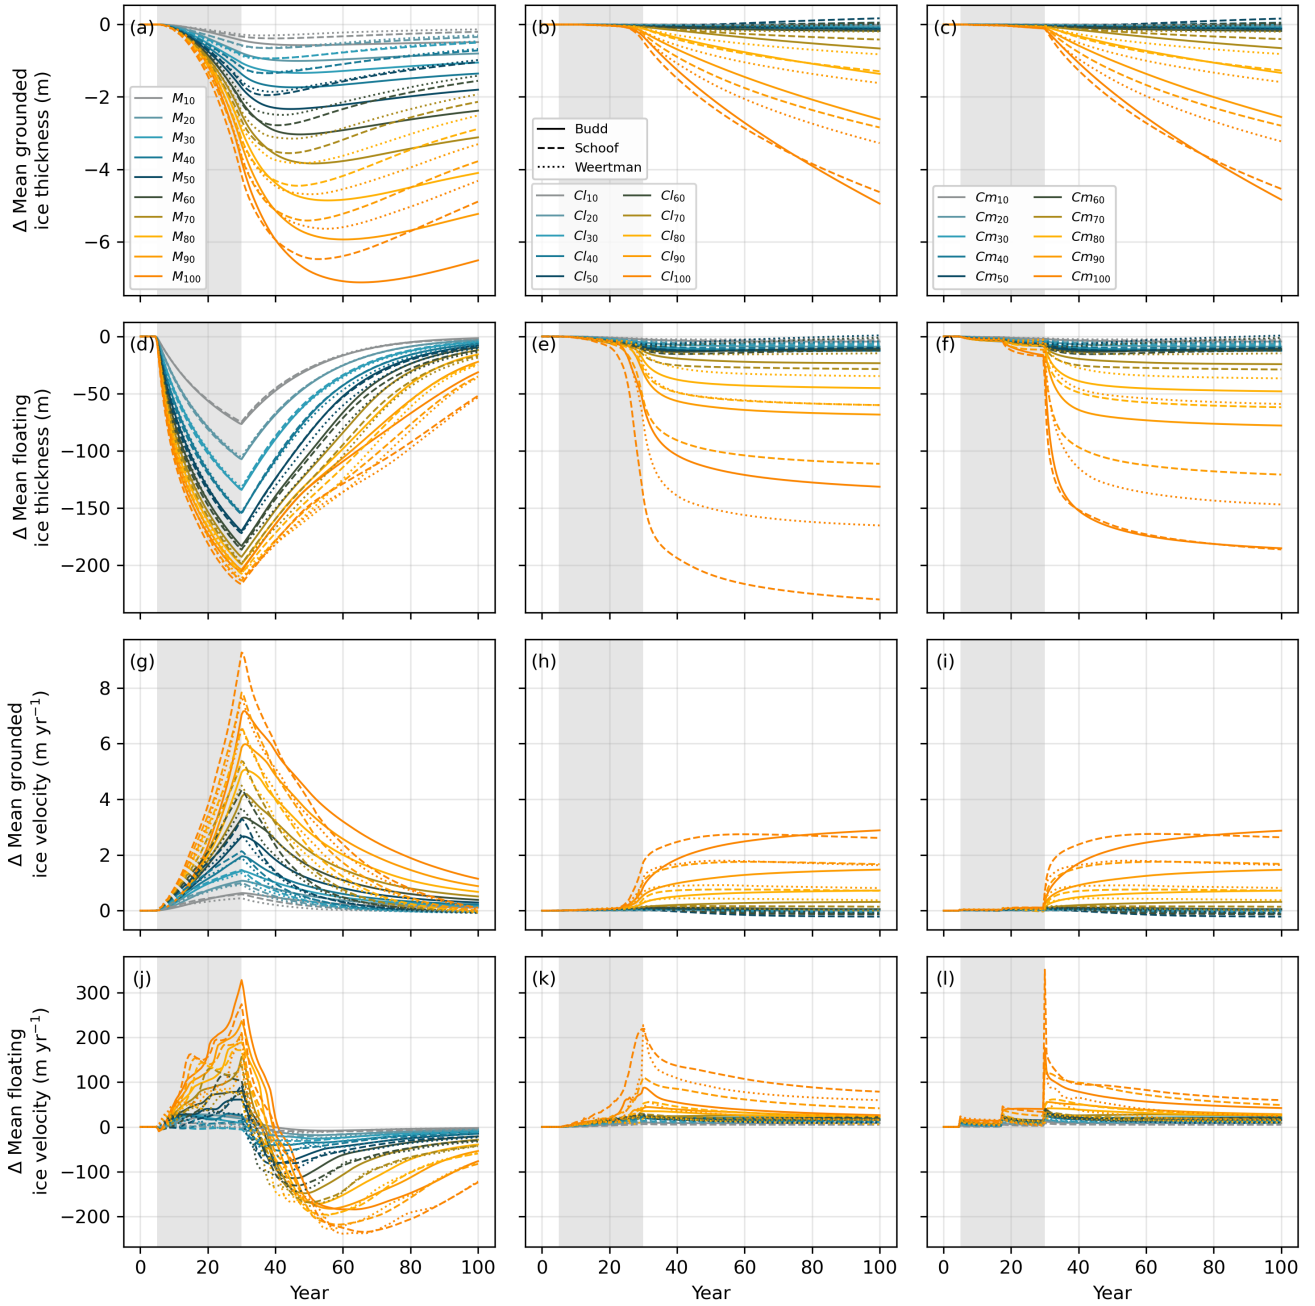 Δ Mean grounded
ice thickness (m)
0
−2
−4
−6
(a)
M10
M20
M30
M40
M50
M60
M70
M80
M90
M100
(b)
Budd
Schoof
Weertman
Cl10 Cl60
Cl20 Cl70
Cl30 Cl80
Cl40 Cl90
Cl50 Cl100
(c)
Cm10 Cm60
Cm20 Cm70
Cm30 Cm80
Cm40 Cm90
Cm50 Cm100
Δ Mean floating
ice thickness (m)
0
−50
−100
−150
−200
(d)
(e)
(f)
Δ Mean grounded
ice velocity (m yr−1)
8
6
4
2
0
(g)
(h)
(i)
Δ Mean floating
ice velocity (m yr−1)
300
200
100
0
−100
−200
(j)
(k)
(l)
0 20 40 60 80 100
0 20 40 60 80 100
0 20 40 60 80 100
Year
Year
Year